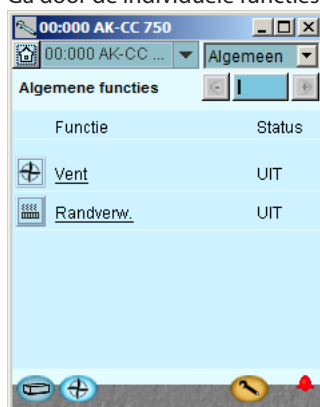 Ga door de individuele functies
00:000 AK-CC 750
00:000 AK-CC ... Algemeen
Algemene functies
Functie Status
Vent UIT
Randverw. UIT